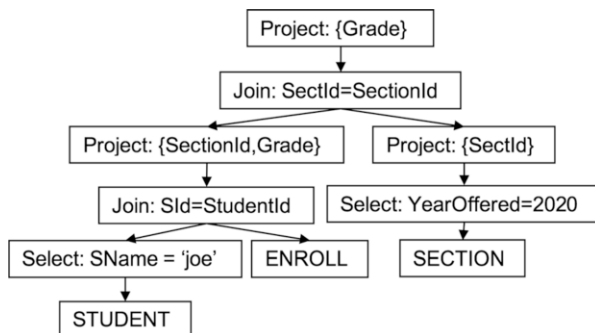 Project: {Grade}
Join: SectId=SectionId
Project: {SectionId,Grade}
Project: {SectId}
Join: SId=StudentId
Select: YearOffered=2020
Select: SName = ‘joe’
ENROLL
SECTION
STUDENT